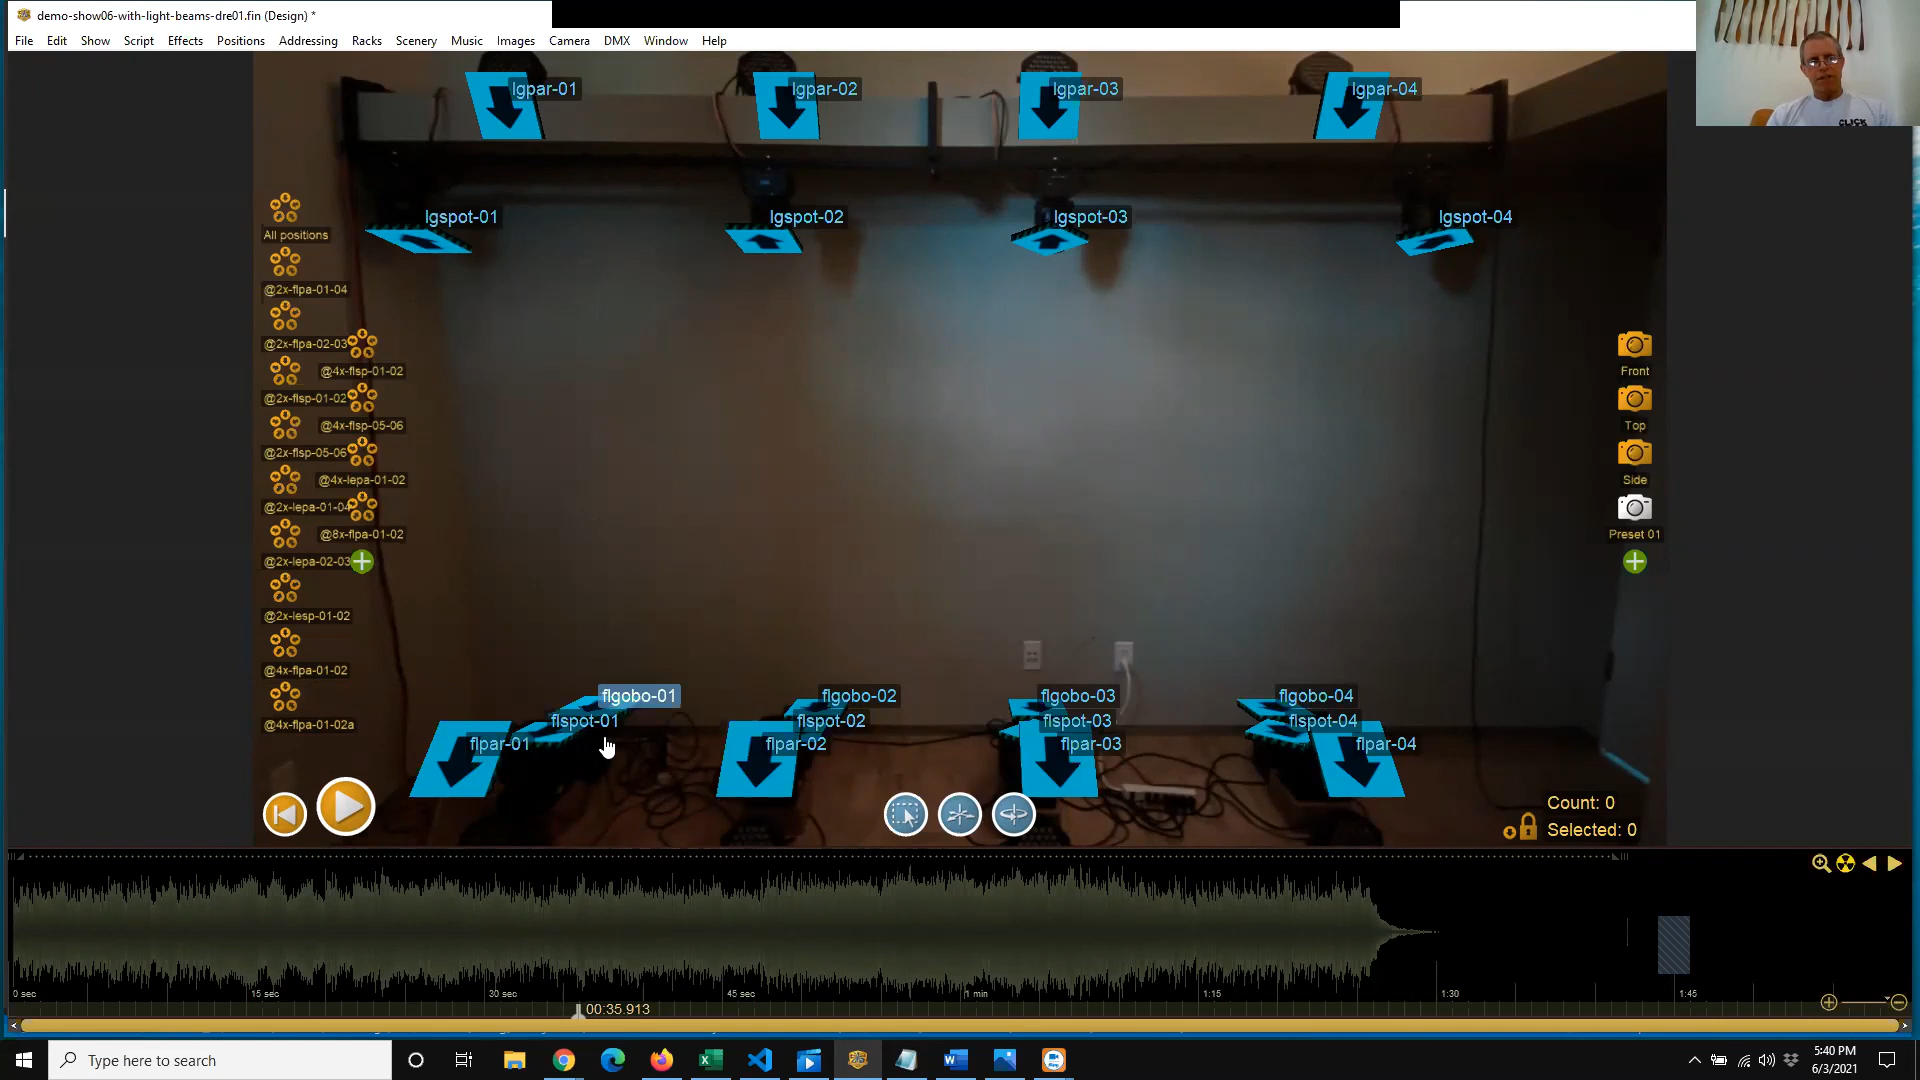 demo-show06-with-light-beams-dre01.fin (Design) *
File Edit Show Script Effects Positions Addressing Racks Scenery Music Images Camera DMX Window Help
CLICK
lgpar-01 lgpar-02 lgpar-03 lgpar-04
lgspot-01 lgspot-02 lgspot-03 lgspot-04
All positions
@2x-flpa-01-04
@2x-flpa-02-03
@4x-flsp-01-02
@2x-flsp-01-02
@4x-flsp-05-06
@2x-flsp-05-06
@4x-lepa-01-02
@2x-lepa-01-04
@8x-flpa-01-02
@2x-lepa-02-03
@2x-lesp-01-02
@4x-flpa-01-02
@4x-flpa-01-02a
Front
Top
Side
Preset 01
flgobo-01 flgobo-02 flgobo-03 flgobo-04
flspot-01 flspot-02 flspot-03 flspot-04
flpar-01 flpar-02 flpar-03 flpar-04
Count: 0
Selected: 0
0 sec 15 sec 30 sec 45 sec 1 min 1:15 1:30 1:45
00:35.913
Type here to search
5:40 PM
6/3/2021